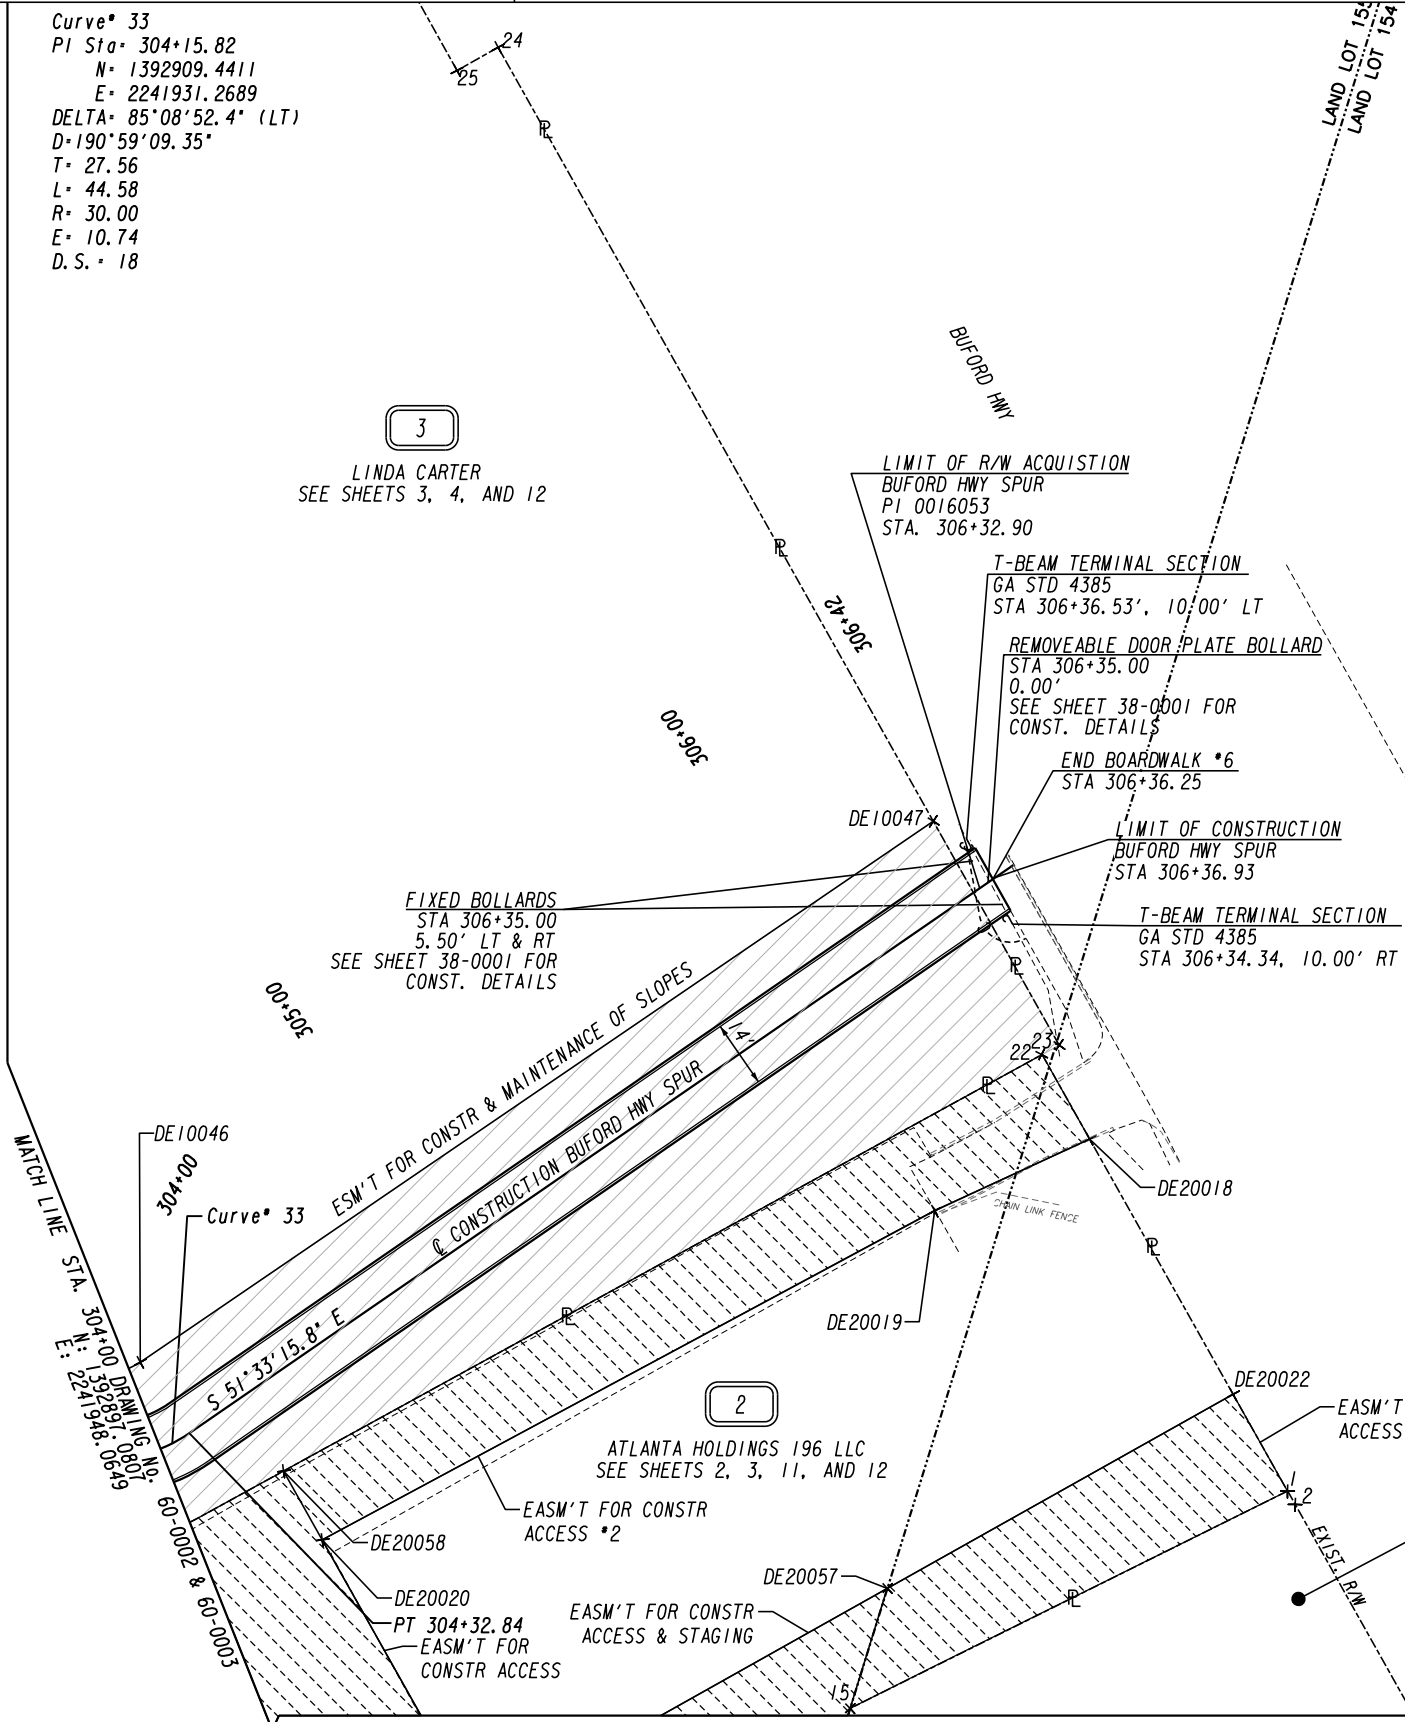 Curve# 33
PI Sta= 304+15.82
N= 1392909.4411
E= 2241931.2689
DELTA= 85°08'52.4" (LT)
D=190°59'09.35"
T= 27.56
L= 44.58
R= 30.00
E= 10.74
D.S. = 18
24
25
PL
LAND LOT 155
LAND LOT 154
BUFORD HWY
3
LINDA CARTER
SEE SHEETS 3, 4, AND 12
LIMIT OF R/W ACQUISTION
BUFORD HWY SPUR
PI 0016053
STA. 306+32.90
PL
T-BEAM TERMINAL SECTION
GA STD 4385
STA 306+36.53', 10.00' LT
306+42
REMOVEABLE DOOR PLATE BOLLARD
STA 306+35.00
0.00'
SEE SHEET 38-0001 FOR
CONST. DETAILS
306+00
END BOARDWALK #6
STA 306+36.25
DE10047
LIMIT OF CONSTRUCTION
BUFORD HWY SPUR
STA 306+36.93
FIXED BOLLARDS
STA 306+35.00
5.50' LT & RT
SEE SHEET 38-0001 FOR
CONST. DETAILS
T-BEAM TERMINAL SECTION
GA STD 4385
STA 306+34.34, 10.00' RT
PL
305+00
14'
23
22
PL
ESM'T FOR CONSTR & MAINTENANCE OF SLOPES
CL CONSTRUCTION BUFORD HWY SPUR
S 51°33'15.8" E
DE10046
304+00
Curve# 33
DE20018
CHAIN LINK FENCE
PL
PL
DE20019
MATCH LINE STA. 304+00 DRAWING No. 60-0002 & 60-0003
N: 1392897.0807
E: 2241948.0649
2
ATLANTA HOLDINGS 196 LLC
SEE SHEETS 2, 3, 11, AND 12
DE20022
EASM'T
ACCESS
1
2
EXIST. R/W
EASM'T FOR CONSTR
ACCESS #2
DE20058
DE20020
PT 304+32.84
EASM'T FOR
CONSTR ACCESS
DE20057
EASM'T FOR CONSTR
ACCESS & STAGING
PL
15